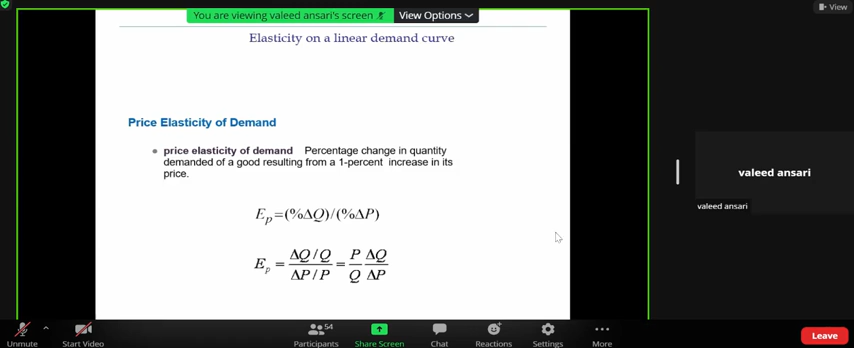 You are viewing valeed ansari's screen
View Options
View
Elasticity on a linear demand curve
Price Elasticity of Demand
• price elasticity of demand Percentage change in quantity
demanded of a good resulting from a 1-percent increase in its
price.
E_p=(%ΔQ)/(%ΔP)
E_p = (ΔQ / Q)/(ΔP / P) = (P/Q) (ΔQ/ΔP)
valeed ansari
valeed ansari
Unmute
Start Video
54
Participants
Share Screen
Chat
Reactions
Settings
More
Leave